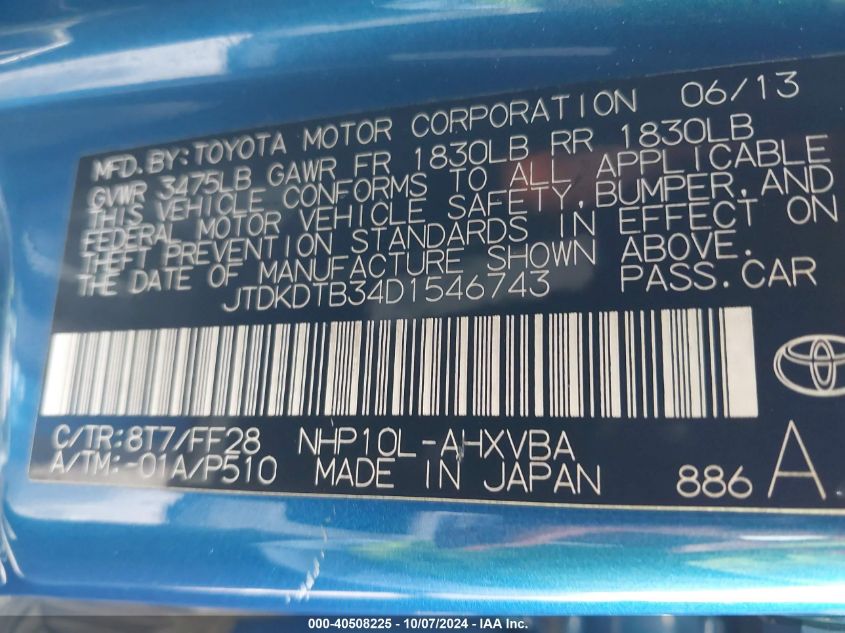 MFD.BY:TOYOTA MOTOR CORPORATION 06/13
GVWR 3475LB GAWR FR 1830LB RR 1830LB
THIS VEHICLE CONFORMS TO ALL APPLICABLE
FEDERAL MOTOR VEHICLE SAFETY,BUMPER,AND
THEFT PREVENTION STANDARDS IN EFFECT ON
THE DATE OF MANUFACTURE SHOWN ABOVE.
JTDKDTB34D1546743 PASS.CAR
C/TR:8T7/FF28 NHP10L-AHXVBA
A/TM:-01A/P510 MADE IN JAPAN 886 A
000-40508225 - 10/07/2024 - IAA Inc.